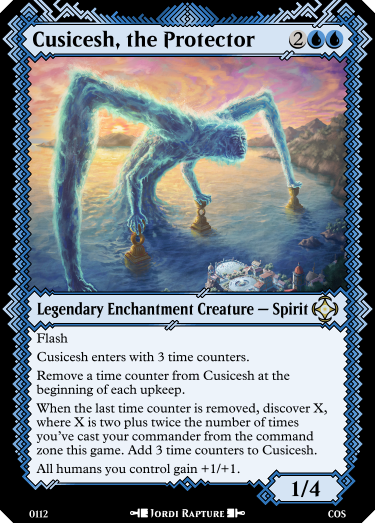 Cusicesh, the Protector 2
Legendary Enchantment Creature — Spirit
Flash
Cusicesh enters with 3 time counters.
Remove a time counter from Cusicesh at the
beginning of each upkeep.
When the last time counter is removed, discover X,
where X is two plus twice the number of times
you've cast your commander from the command
zone this game. Add 3 time counters to Cusicesh.
All humans you control gain +1/+1.
1/4
0112 Jordi Rapture COS